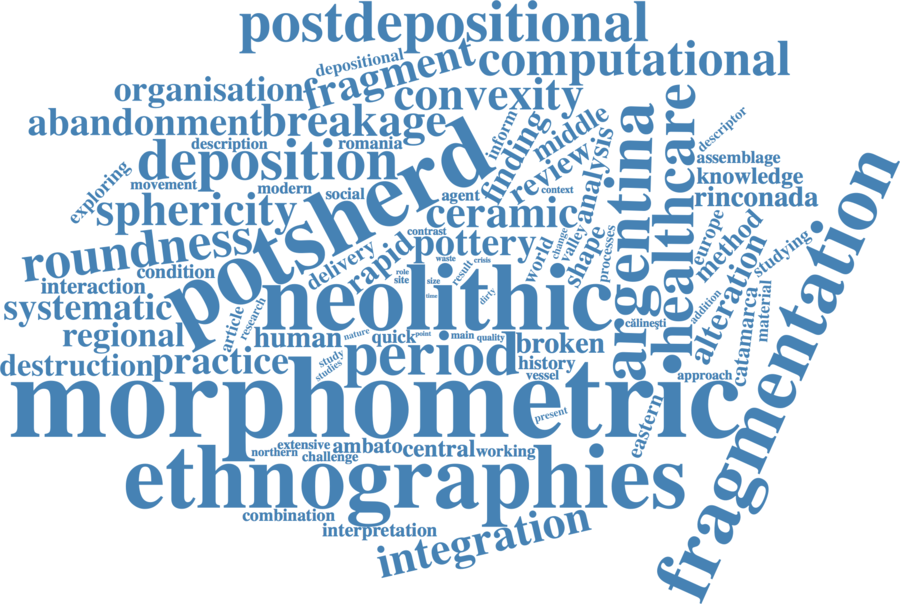 postdepositional
depositional
fragment
computational
organisation
convexity
abandonment
breakage
inform
finding
middle
descriptor
description
romania
deposition
potsherd
review
analysis
argentina
healthcare
assemblage
exploring
movement
modern
social
agent
context
knowledge
rinconada
sphericity
ceramic
contrast
change
valley
shape
processes
europe
method
roundness
rapid
pottery
world
studying
fragmentation
condition
delivery
waste
interaction
role
site
size
result
crisis
neolithic
alteration
systematic
article
research
time
dirty
addition
catamarca
material
regional
human
nature
quick
point
main
quality
călinești
broken
destruction
practice
study
studies
period
history
vessel
approach
morphometric
present
eastern
northern
extensive
challenge
ambato
central
working
ethnographies
combination
interpretation
integration